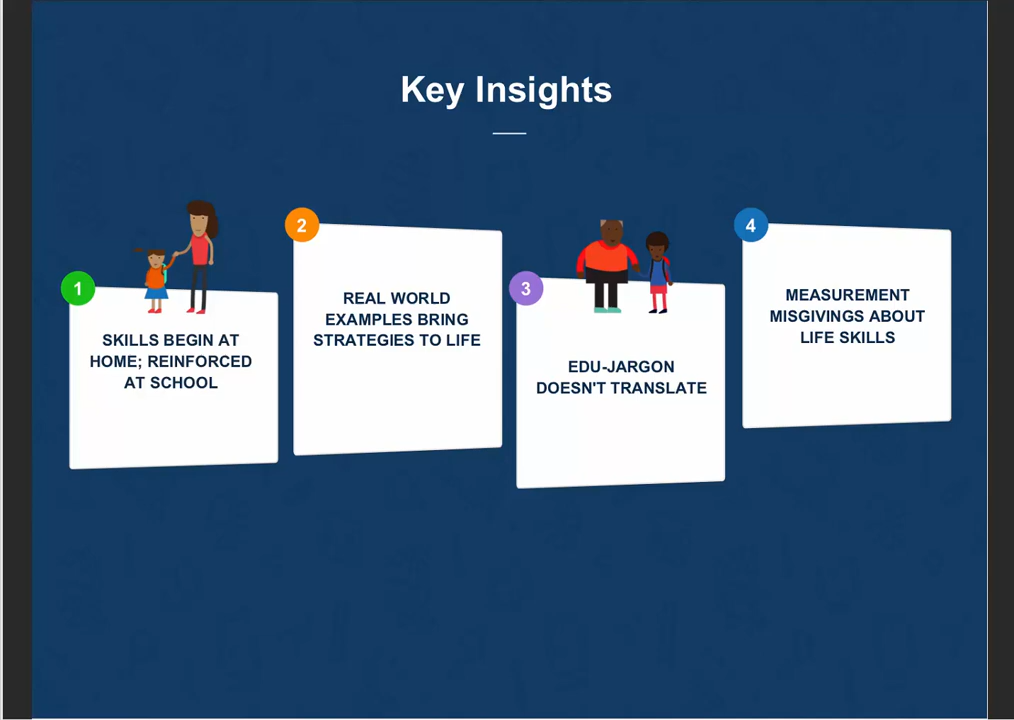 Key Insights
1
SKILLS BEGIN AT
HOME; REINFORCED
AT SCHOOL
2
REAL WORLD
EXAMPLES BRING
STRATEGIES TO LIFE
3
EDU-JARGON
DOESN'T TRANSLATE
4
MEASUREMENT
MISGIVINGS ABOUT
LIFE SKILLS